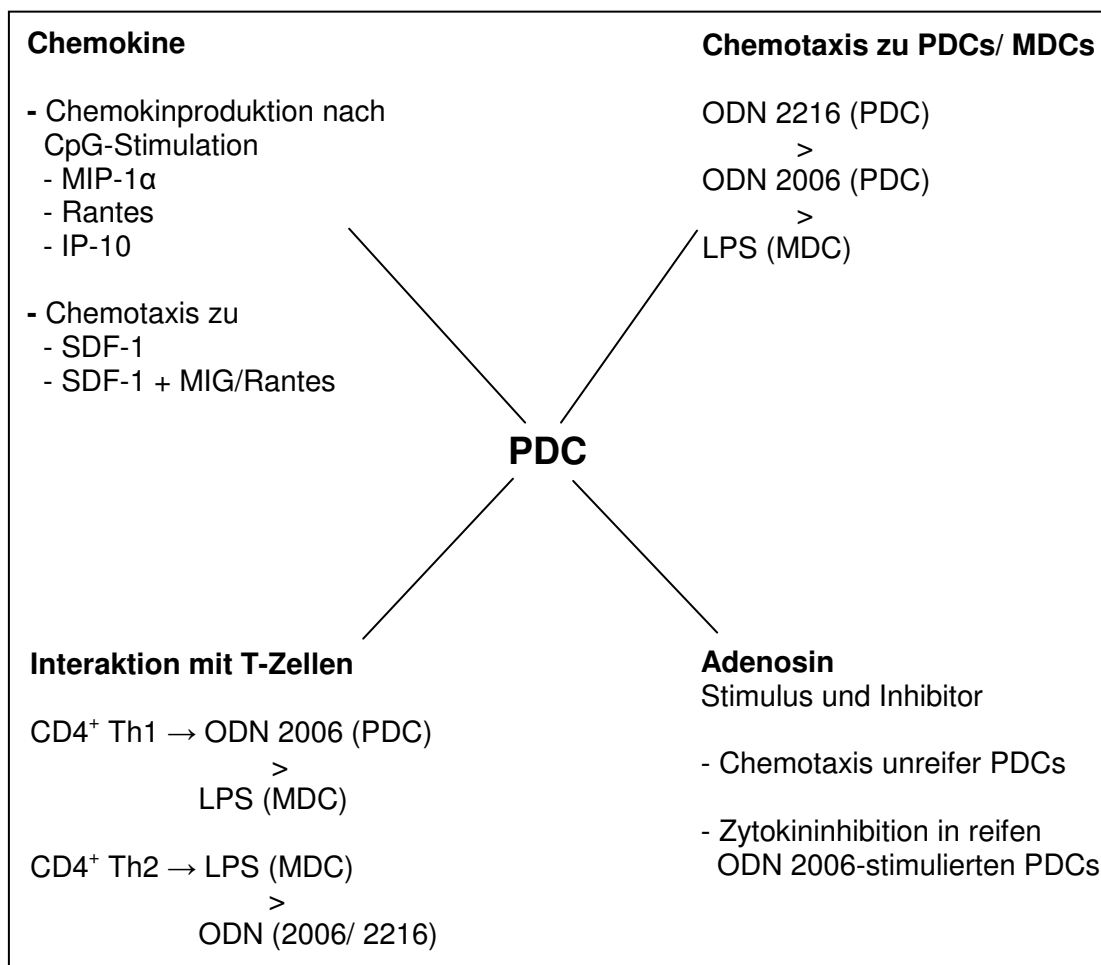 Chemokine
- Chemokinproduktion nach
CpG-Stimulation
- MIP-1α
- Rantes
- IP-10
- Chemotaxis zu
- SDF-1
- SDF-1 + MIG/Rantes
Chemotaxis zu PDCs/ MDCs
ODN 2216 (PDC)
>
ODN 2006 (PDC)
>
LPS (MDC)
PDC
Interaktion mit T-Zellen
CD4⁺ Th1 → ODN 2006 (PDC)
>
LPS (MDC)
CD4⁺ Th2 → LPS (MDC)
>
ODN (2006/ 2216)
Adenosin
Stimulus und Inhibitor
- Chemotaxis unreifer PDCs
- Zytokininhibition in reifen
ODN 2006-stimulierten PDCs